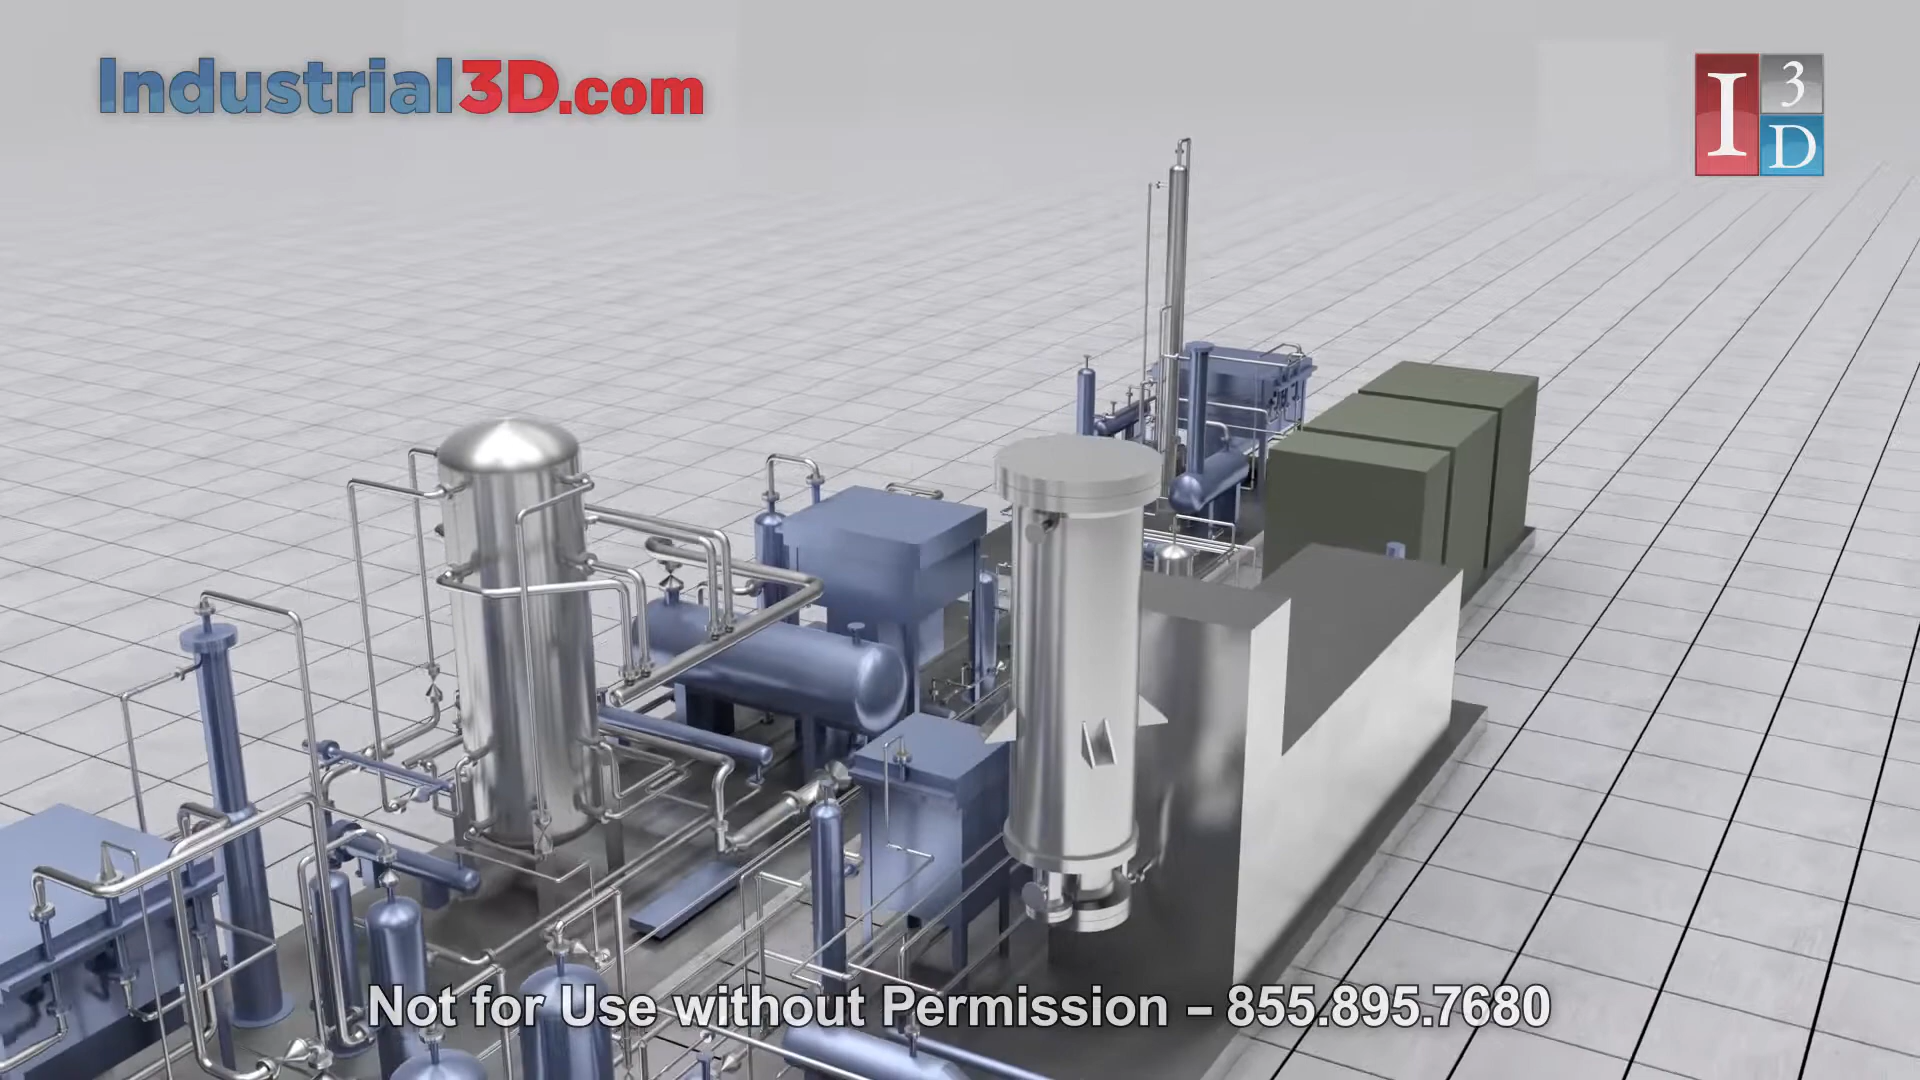 Industrial3D.com
I 3 D
Not for Use without Permission – 855.895.7680